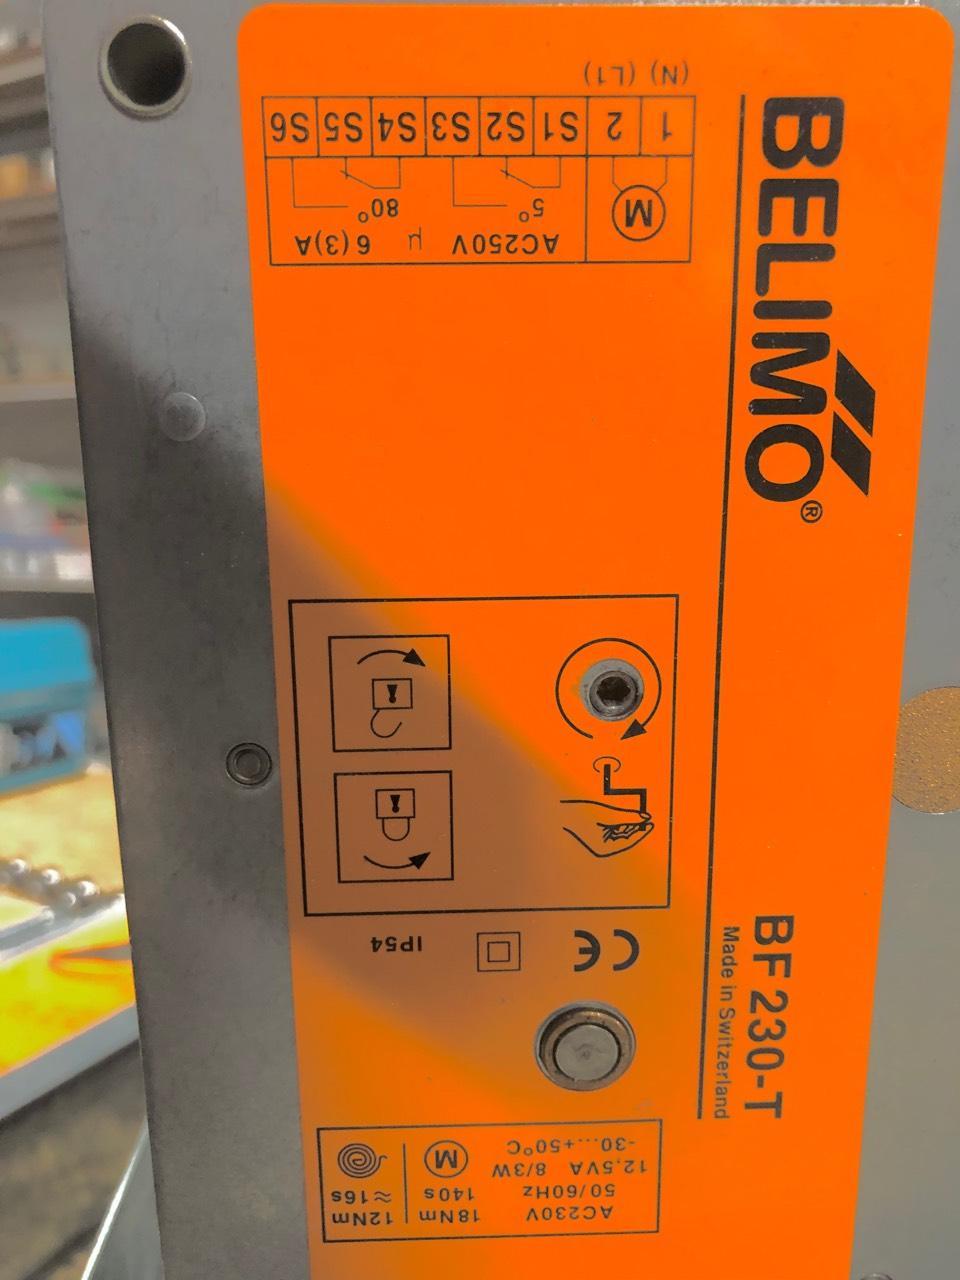 BELIMO®
BF 230-T
Made in Switzerland
AC230V
50/60Hz
12,5VA 8/3W
-30...+50°C
18Nm
140s
M
12Nm
≈16s
CE
IP54
AC250V µ 6(3)A
M
5°
80°
1 2 S1 S2 S3 S4 S5 S6
(N) (L1)